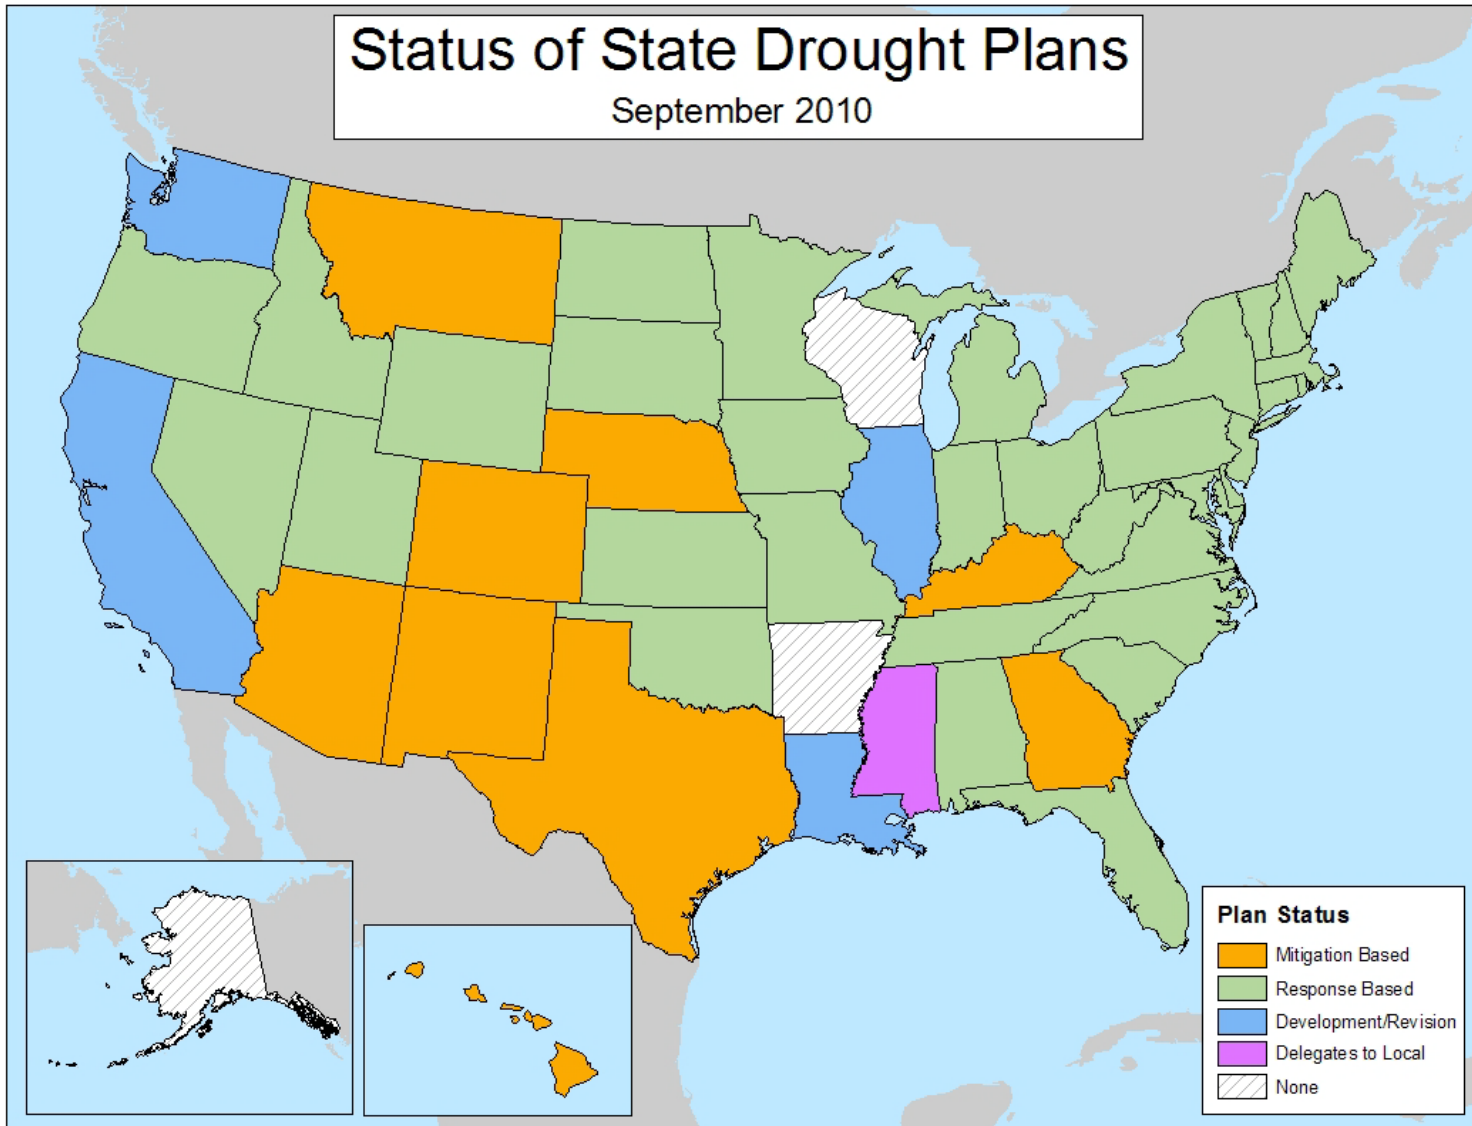 Status of State Drought Plans
September 2010
Plan Status
Mitigation Based
Response Based
Development/Revision
Delegates to Local
None